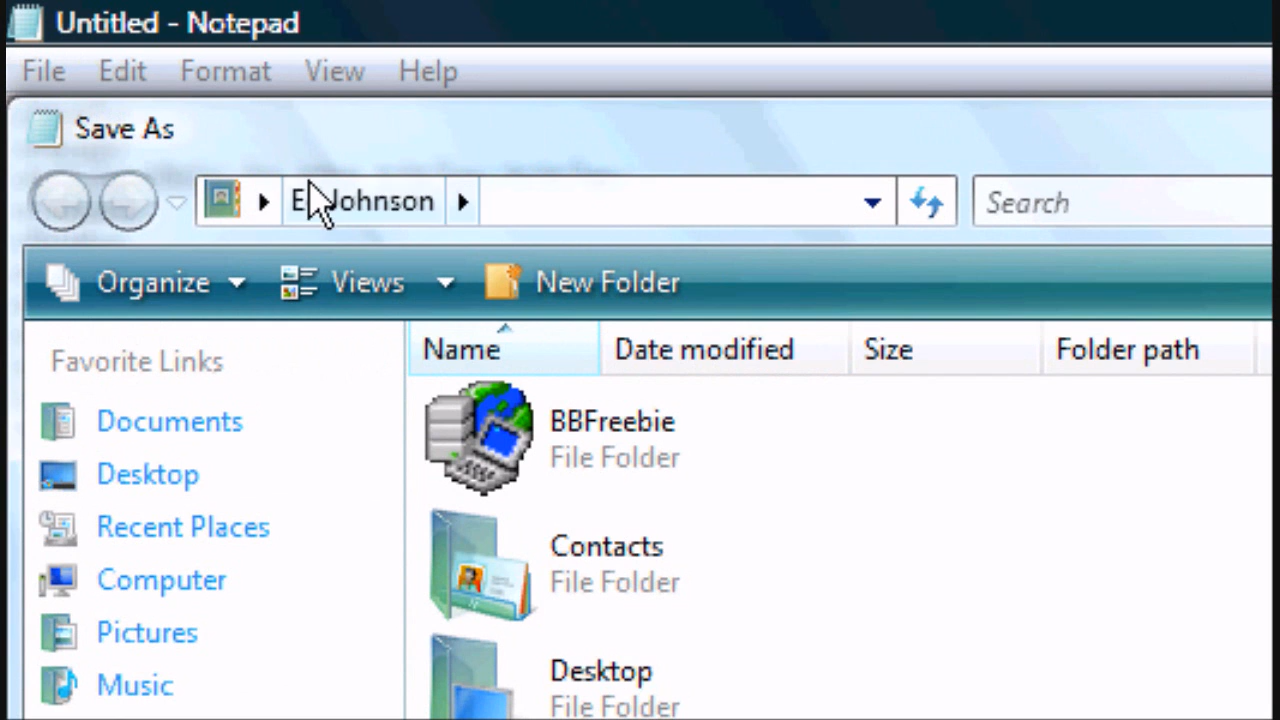 Untitled - Notepad
File Edit Format View Help
Save As
Johnson
Search
Organize Views New Folder
Favorite Links
Documents
Desktop
Recent Places
Computer
Pictures
Music
Name Date modified Size Folder path
BBFreebie
File Folder
Contacts
File Folder
Desktop
File Folder